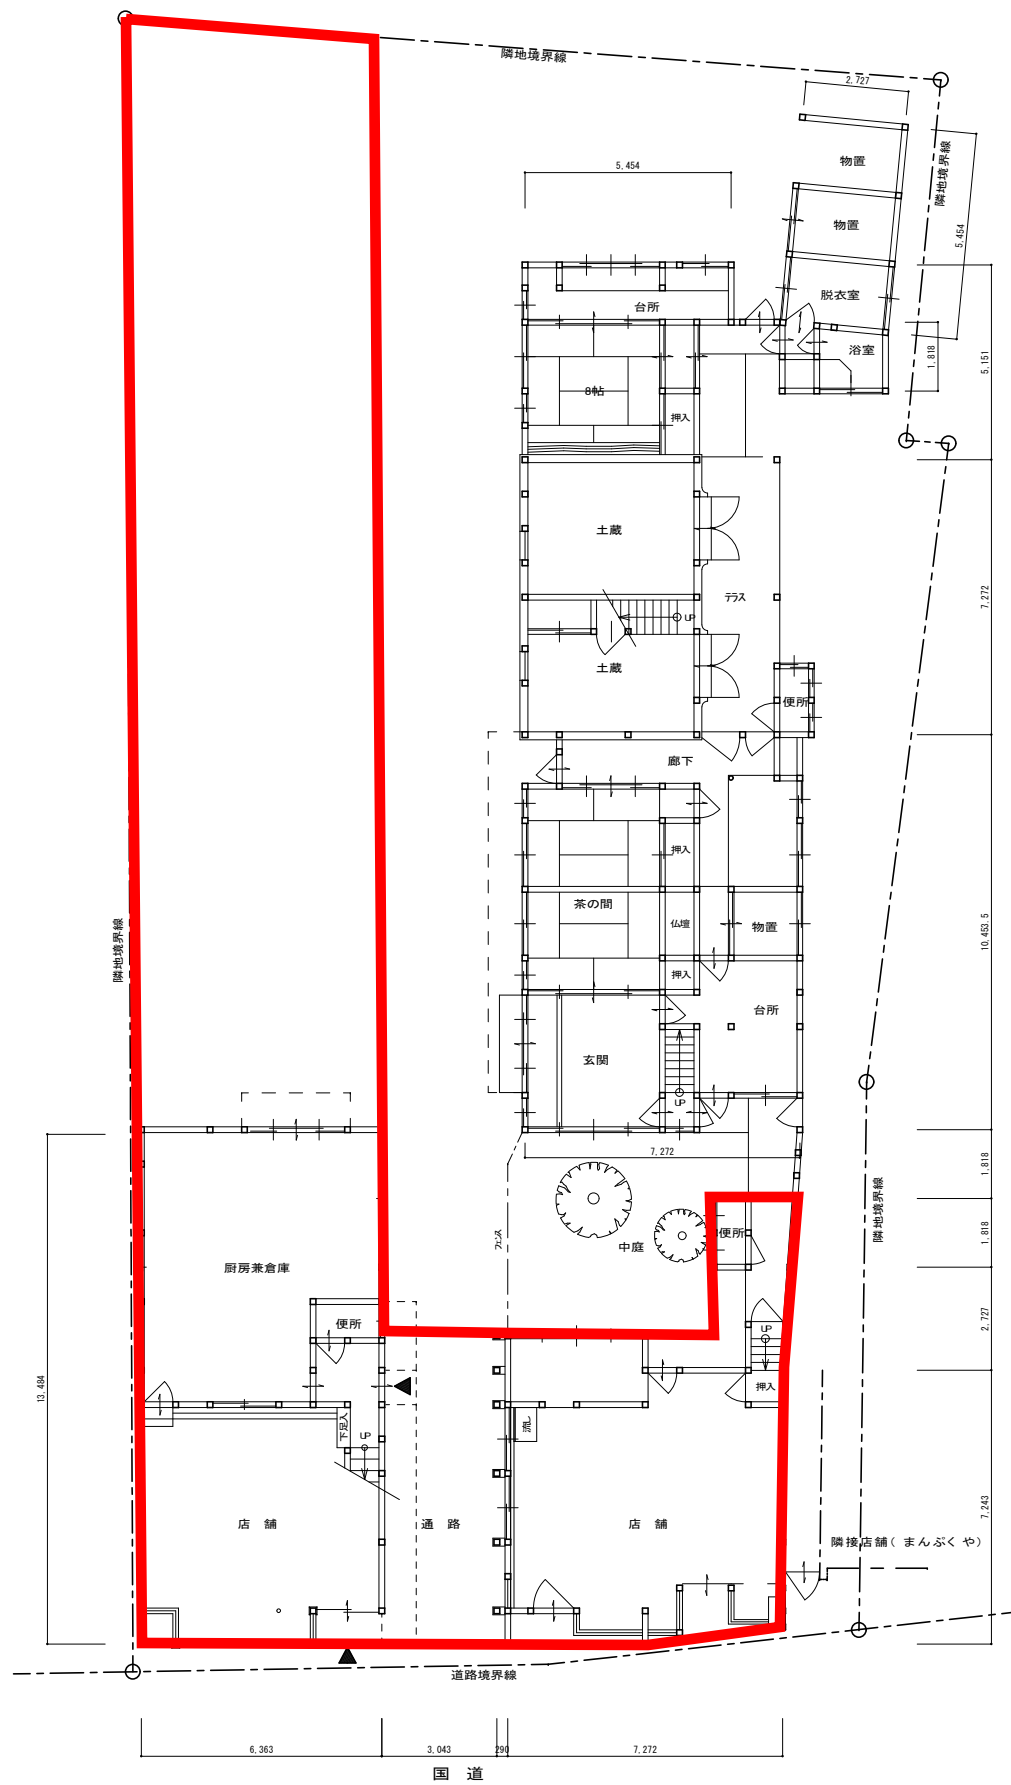 隣地境界線
2,727
物置
隣地境界線
5,454
物置
5,454
脱衣室
台所
浴室
1,818
5,151
8帖
押入
土蔵
テラス
7,272
UP
土蔵
便所
廊下
押入
茶の間
仏壇
物置
10,453.5
隣地境界線
押入
台所
玄関
UP
7,272
1,818
隣地境界線
フェンス
中庭
便所
1,818
厨房兼倉庫
便所
UP
2,727
押入
13,484
下足入
UP
流し
店 舗
通 路
店 舗
7,243
隣接店舗(まんぷくや)
道路境界線
6,363
3,043
290
7,272
国 道